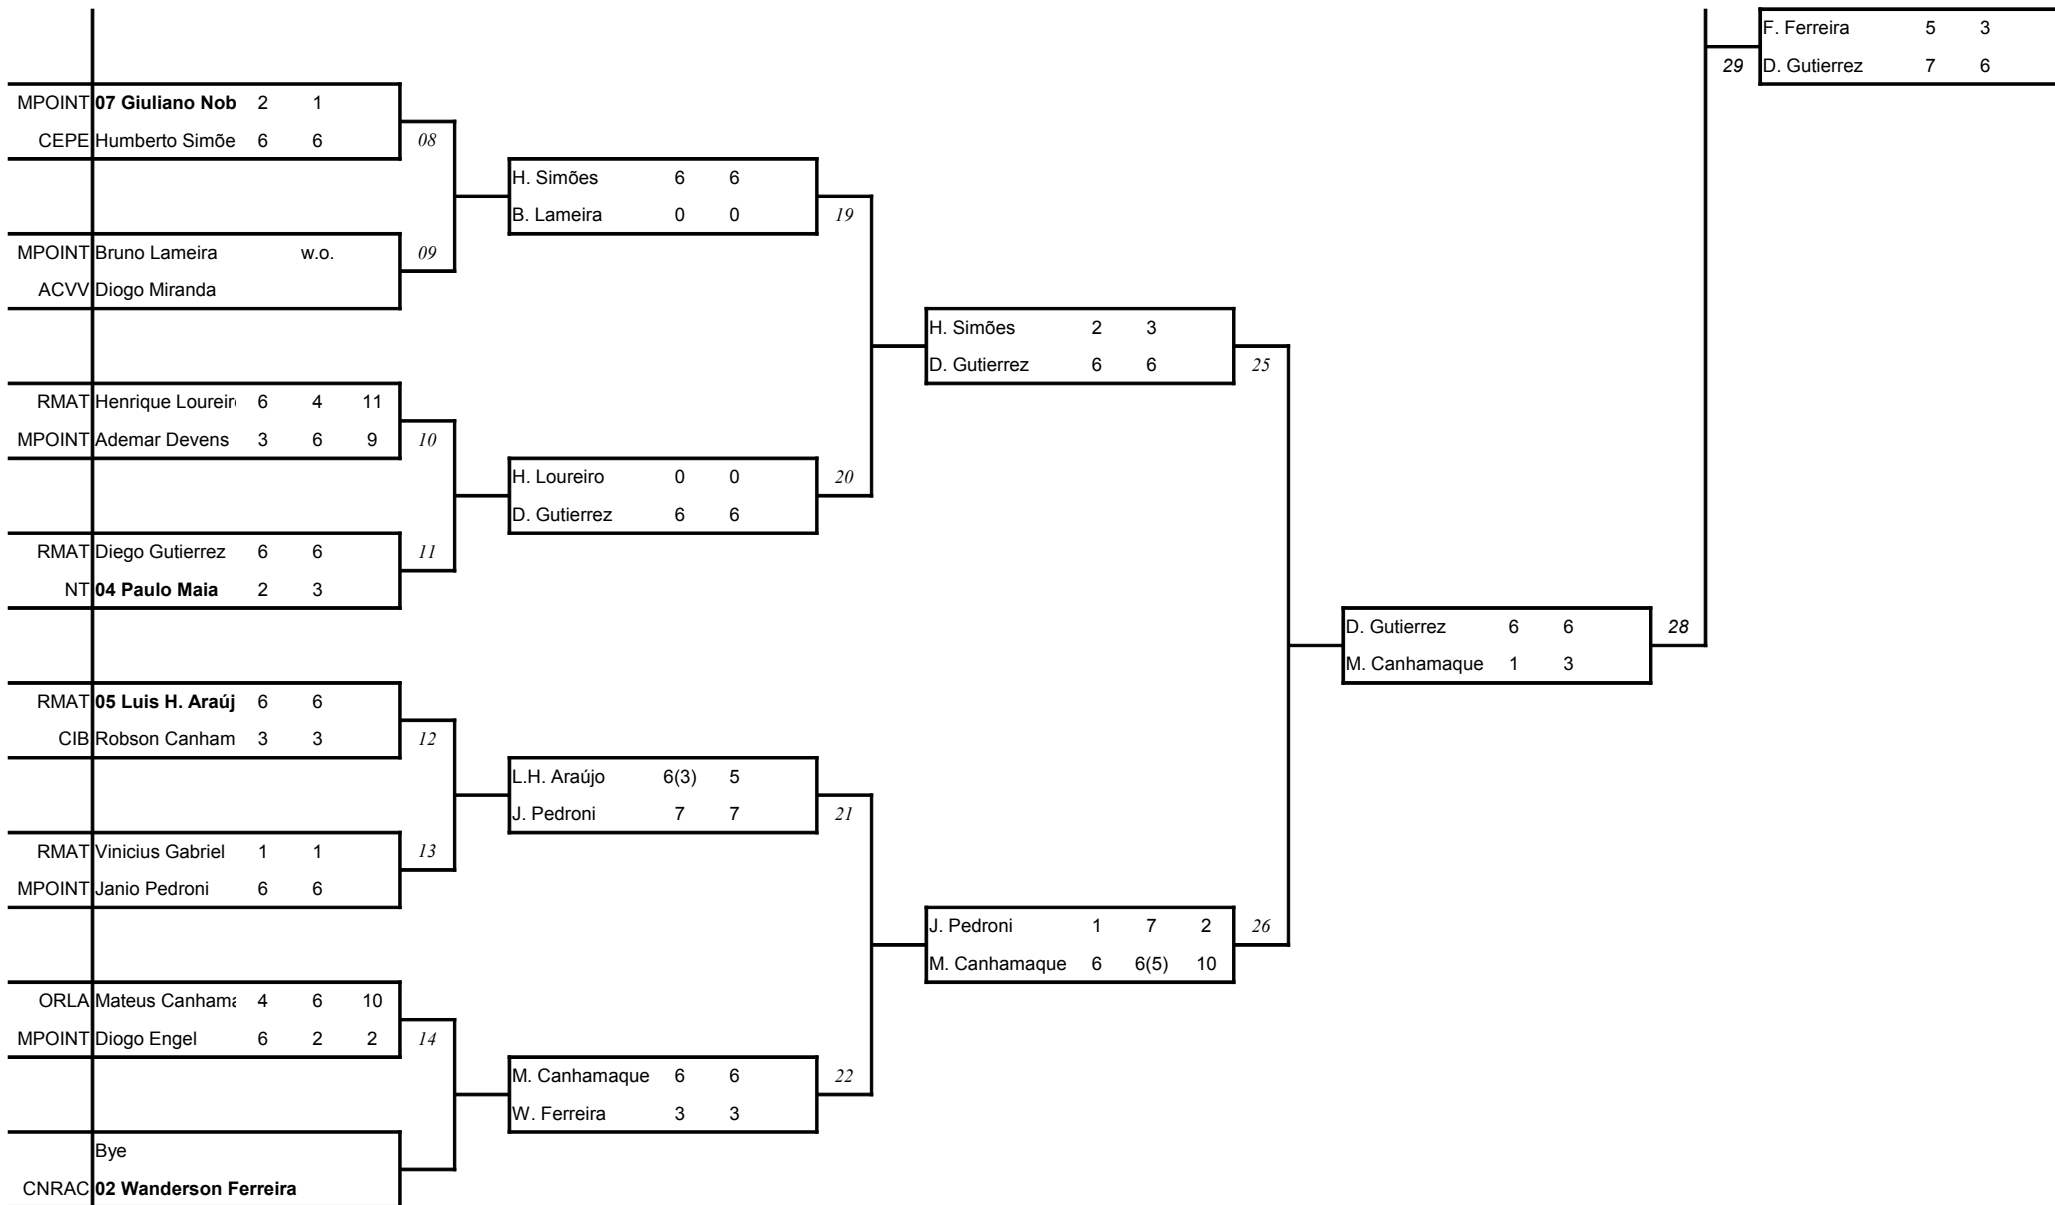 F. Ferreira 5 3
29 D. Gutierrez 7 6
MPOINT 07 Giuliano Nob 2 1
CEPE Humberto Simõe 6 6 08
H. Simões 6 6
B. Lameira 0 0 19
MPOINT Bruno Lameira w.o. 09
ACVV Diogo Miranda
H. Simões 2 3
D. Gutierrez 6 6 25
RMAT Henrique Loureir 6 4 11
MPOINT Ademar Devens 3 6 9 10
H. Loureiro 0 0 20
D. Gutierrez 6 6
RMAT Diego Gutierrez 6 6 11
NT 04 Paulo Maia 2 3
D. Gutierrez 6 6 28
M. Canhamaque 1 3
RMAT 05 Luis H. Araúj 6 6
CIB Robson Canham 3 3 12
L.H. Araújo 6(3) 5
J. Pedroni 7 7 21
RMAT Vinicius Gabriel 1 1 13
MPOINT Janio Pedroni 6 6
J. Pedroni 1 7 2 26
M. Canhamaque 6 6(5) 10
ORLA Mateus Canhama 4 6 10
MPOINT Diogo Engel 6 2 2 14
M. Canhamaque 6 6 22
W. Ferreira 3 3
Bye
CNRAC 02 Wanderson Ferreira